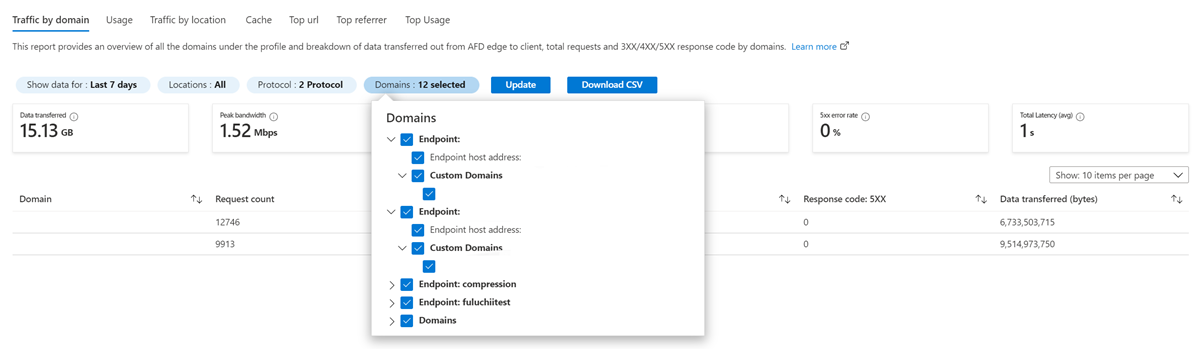 Traffic by domain Usage Traffic by location Cache Top url Top referrer Top Usage
This report provides an overview of all the domains under the profile and breakdown of data transferred out from AFD edge to client, total requests and 3XX/4XX/5XX response code by domains. Learn more
Show data for : Last 7 days Locations : All Protocol : 2 Protocol Domains : 12 selected Update Download CSV
Data transferred Peak bandwidth 5xx error rate Total Latency (avg)
15.13 GB 1.52 Mbps 0 % 1 s
Domains
Endpoint:
Endpoint host address:
Custom Domains
Endpoint:
Endpoint host address:
Custom Domains
Endpoint: compression
Endpoint: fuluchiitest
Domains
Show: 10 items per page
Domain Request count Response code: 5XX Data transferred (bytes)
12746 0 6,733,503,715
9913 0 9,514,973,750